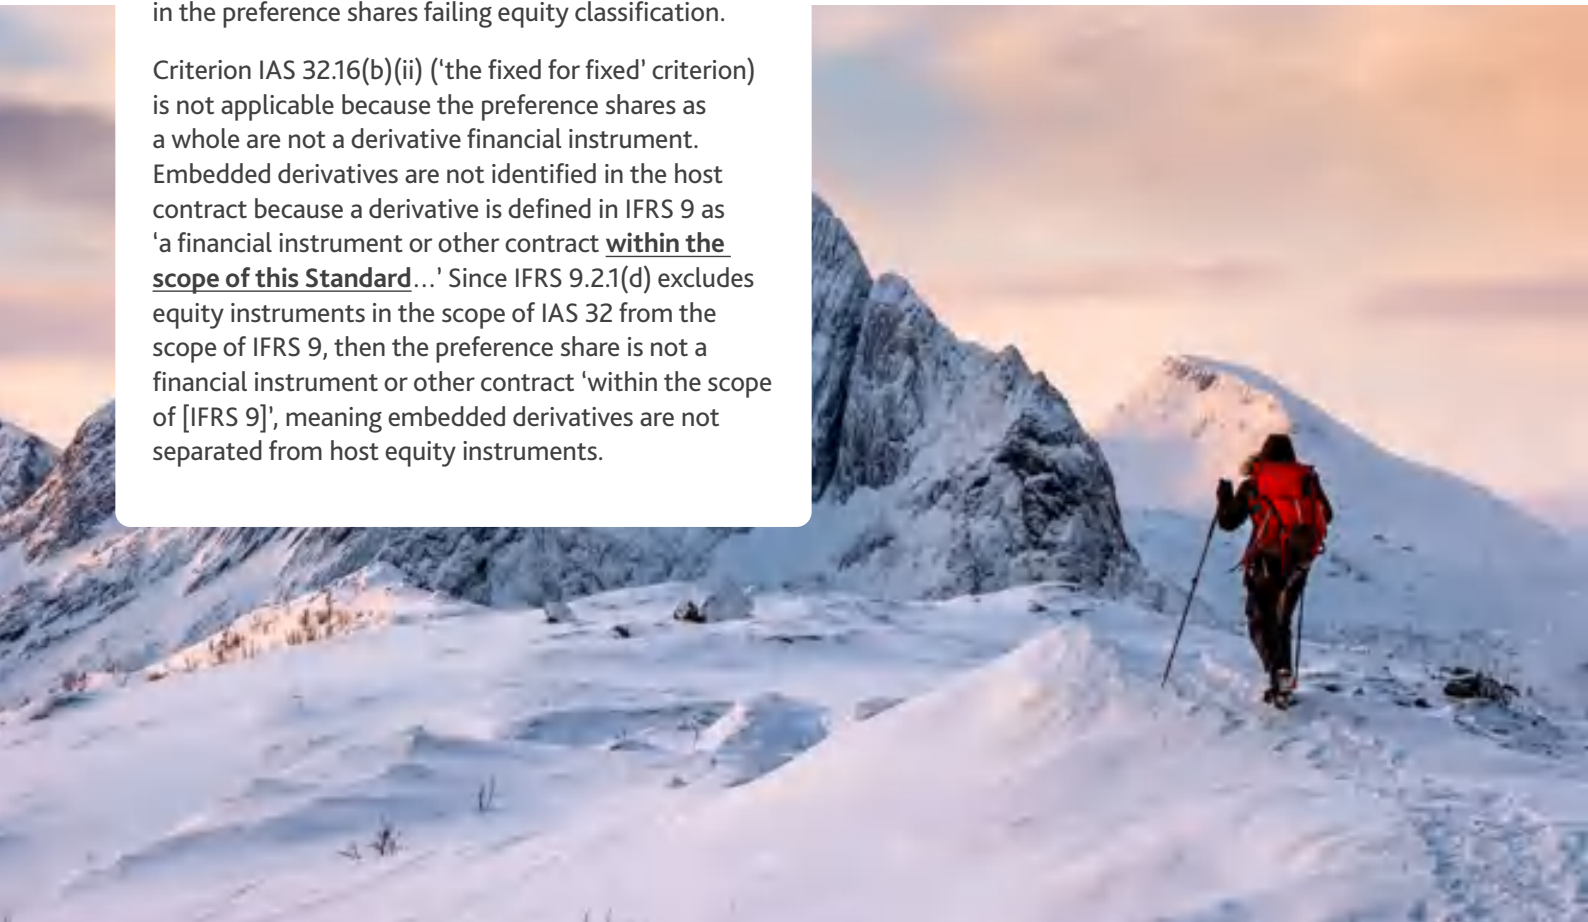 in the preference shares failing equity classification.
Criterion IAS 32.16(b)(ii) (‘the fixed for fixed’ criterion)
is not applicable because the preference shares as
a whole are not a derivative financial instrument.
Embedded derivatives are not identified in the host
contract because a derivative is defined in IFRS 9 as
‘a financial instrument or other contract within the
scope of this Standard…’ Since IFRS 9.2.1(d) excludes
equity instruments in the scope of IAS 32 from the
scope of IFRS 9, then the preference share is not a
financial instrument or other contract ‘within the scope
of [IFRS 9]’, meaning embedded derivatives are not
separated from host equity instruments.